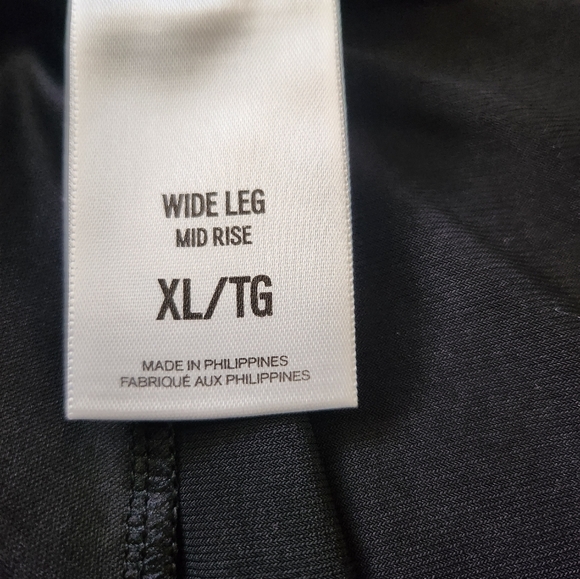 WIDE LEG
MID RISE
XL/TG
MADE IN PHILIPPINES
FABRIQUÉ AUX PHILIPPINES